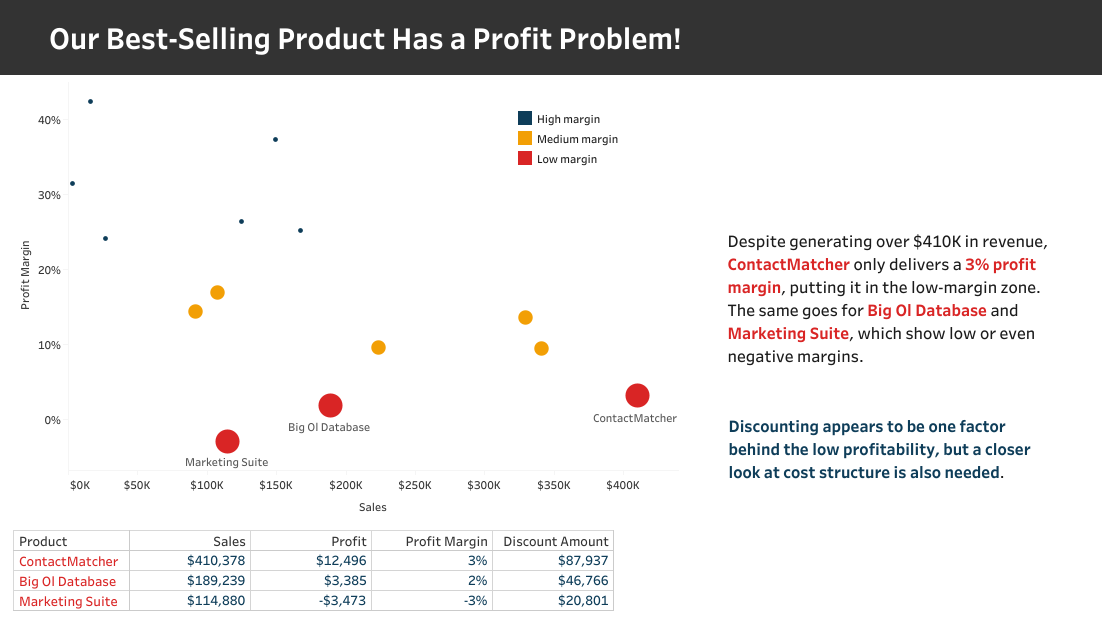 Our Best-Selling Product Has a Profit Problem!
40%
30%
20%
10%
0%
Profit Margin
High margin
Medium margin
Low margin
Big Ol Database
ContactMatcher
Marketing Suite
$0K $50K $100K $150K $200K $250K $300K $350K $400K
Sales
Despite generating over $410K in revenue,
ContactMatcher only delivers a 3% profit
margin, putting it in the low-margin zone.
The same goes for Big Ol Database and
Marketing Suite, which show low or even
negative margins.
Discounting appears to be one factor
behind the low profitability, but a closer
look at cost structure is also needed.
Product Sales Profit Profit Margin Discount Amount
ContactMatcher $410,378 $12,496 3% $87,937
Big Ol Database $189,239 $3,385 2% $46,766
Marketing Suite $114,880 -$3,473 -3% $20,801